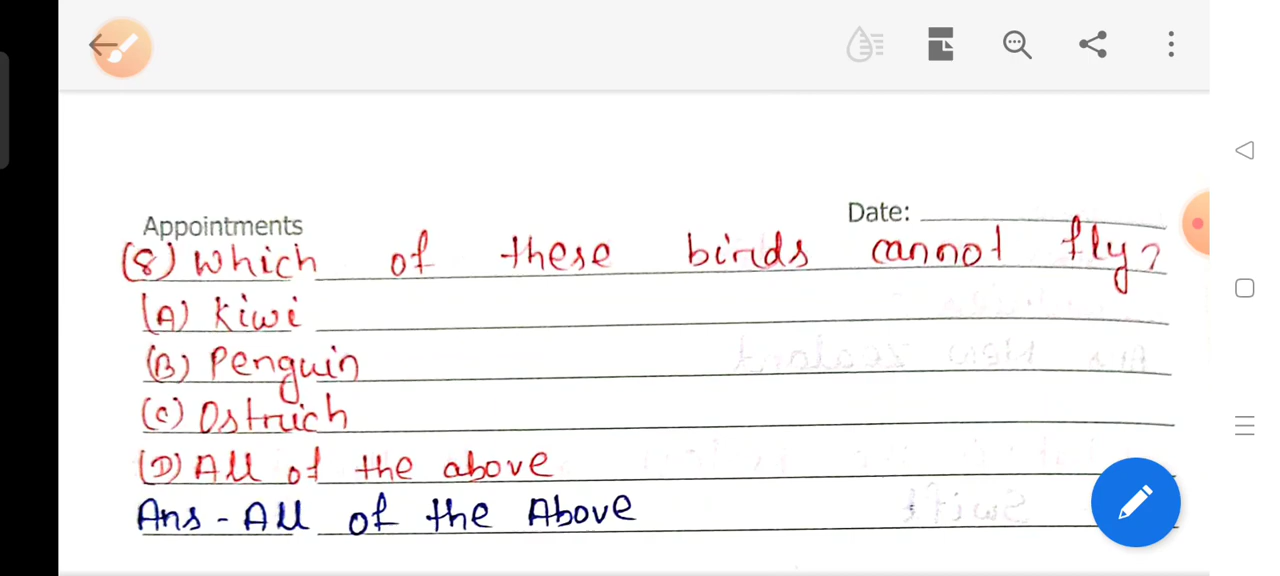 Appointments
Date:
(8) Which of these birds cannot fly?
(A) Kiwi
(B) Penguin
(C) Ostrich
(D) All of the above
Ans - All of the Above